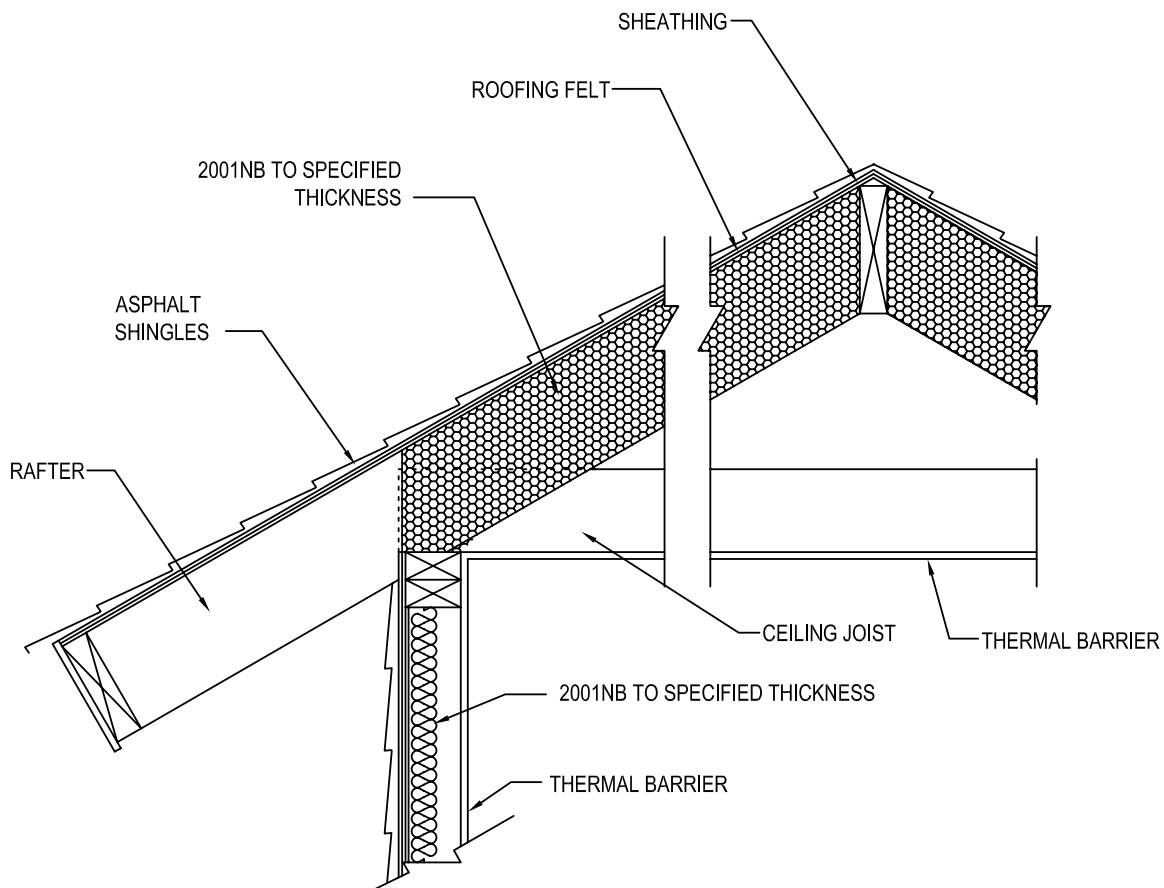 SHEATHING
ROOFING FELT
2001NB TO SPECIFIED
THICKNESS
ASPHALT
SHINGLES
RAFTER
CEILING JOIST
THERMAL BARRIER
2001NB TO SPECIFIED THICKNESS
THERMAL BARRIER